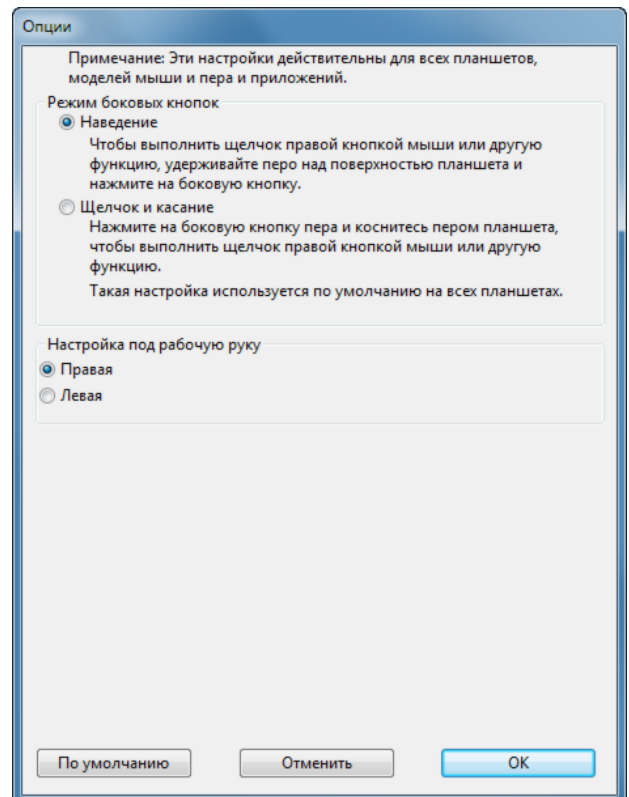 Опции
Примечание: Эти настройки действительны для всех планшетов,
моделей мыши и пера и приложений.
Режим боковых кнопок
Наведение
Чтобы выполнить щелчок правой кнопкой мыши или другую
функцию, удерживайте перо над поверхностью планшета и
нажмите на боковую кнопку.
Щелчок и касание
Нажмите на боковую кнопку пера и коснитесь пером планшета,
чтобы выполнить щелчок правой кнопкой мыши или другую
функцию.
Такая настройка используется по умолчанию на всех планшетах.
Настройка под рабочую руку
Правая
Левая
По умолчанию Отменить OK